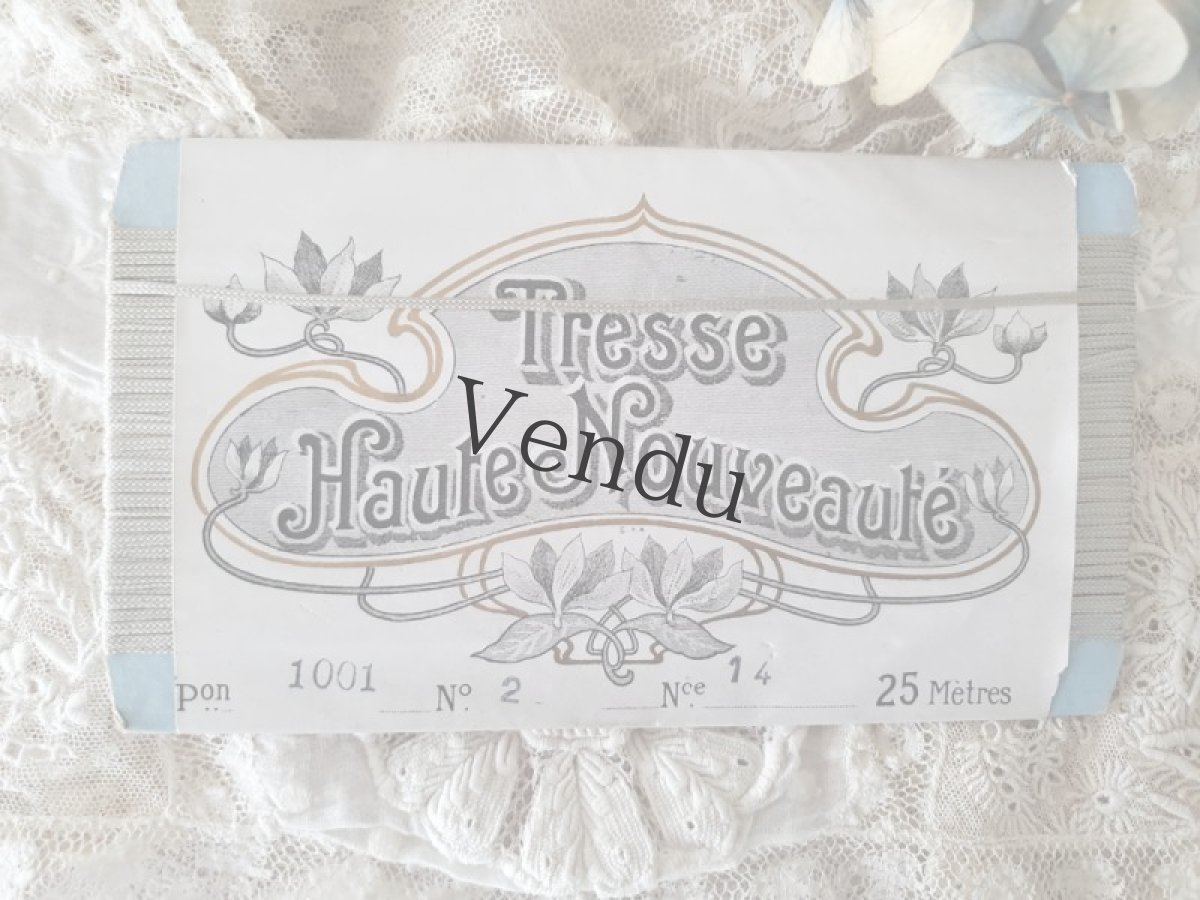 Tresse
Haute Nouveauté
Vendu
Pon 1001 No. 2 Nce. 14 25 Mètres